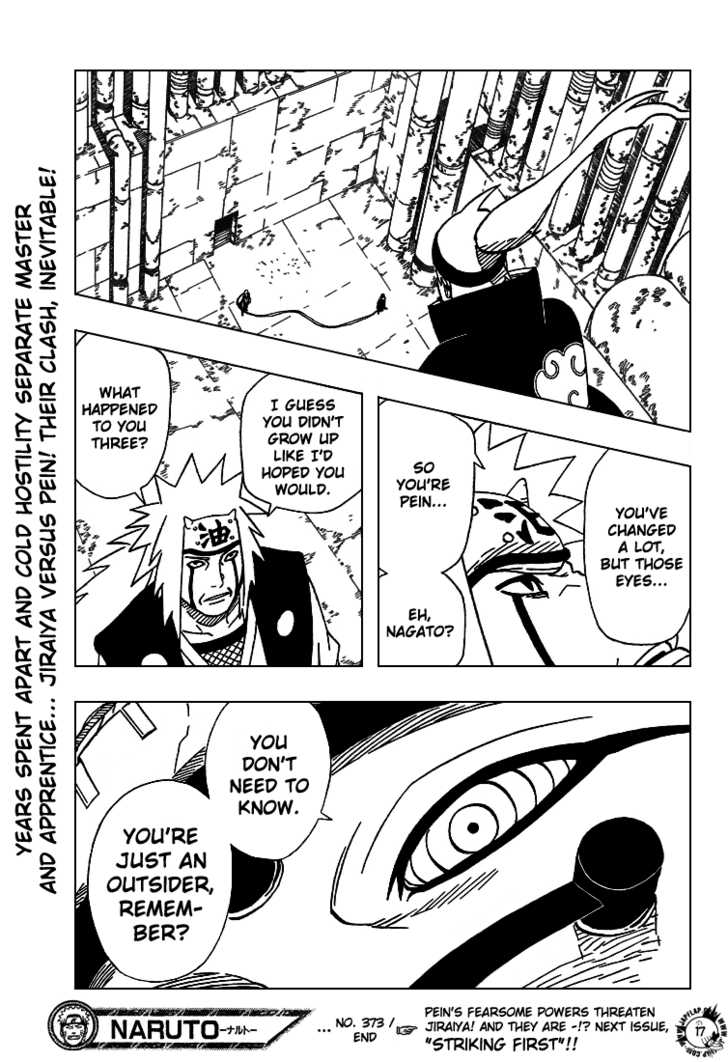 YEARS SPENT APART AND COLD HOSTILITY SEPARATE MASTER
AND APPRENTICE... JIRAIYA VERSUS PEIN! THEIR CLASH, INEVITABLE!
YOU'VE
CHANGED
A LOT,
BUT THOSE
EYES...
SO
YOU'RE
PEIN...
EH,
NAGATO?
I GUESS
YOU DIDN'T
GROW UP
LIKE I'D
HOPED YOU
WOULD.
WHAT
HAPPENED
TO YOU
THREE?
油
YOU
DON'T
NEED TO
KNOW.
YOU'RE
JUST AN
OUTSIDER,
REMEM-
BER?
NARUTO–ナルト–
... NO. 373 /
END
PEIN'S FEARSOME POWERS THREATEN
JIRAIYA! AND THEY ARE -!? NEXT ISSUE,
"STRIKING FIRST"!!
17